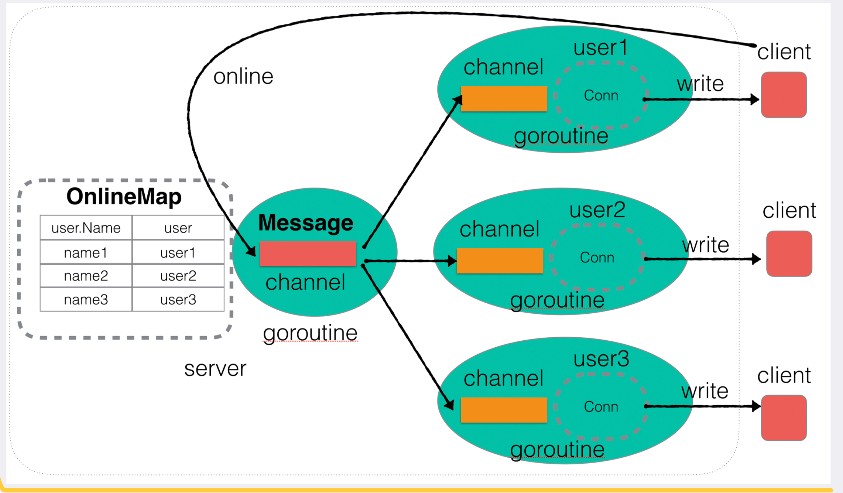 online
OnlineMap
user.Name user
name1 user1
name2 user2
name3 user3
Message
channel
goroutine
server
user1
channel
Conn
goroutine
write
client
user2
channel
Conn
goroutine
write
client
user3
channel
Conn
goroutine
write
client